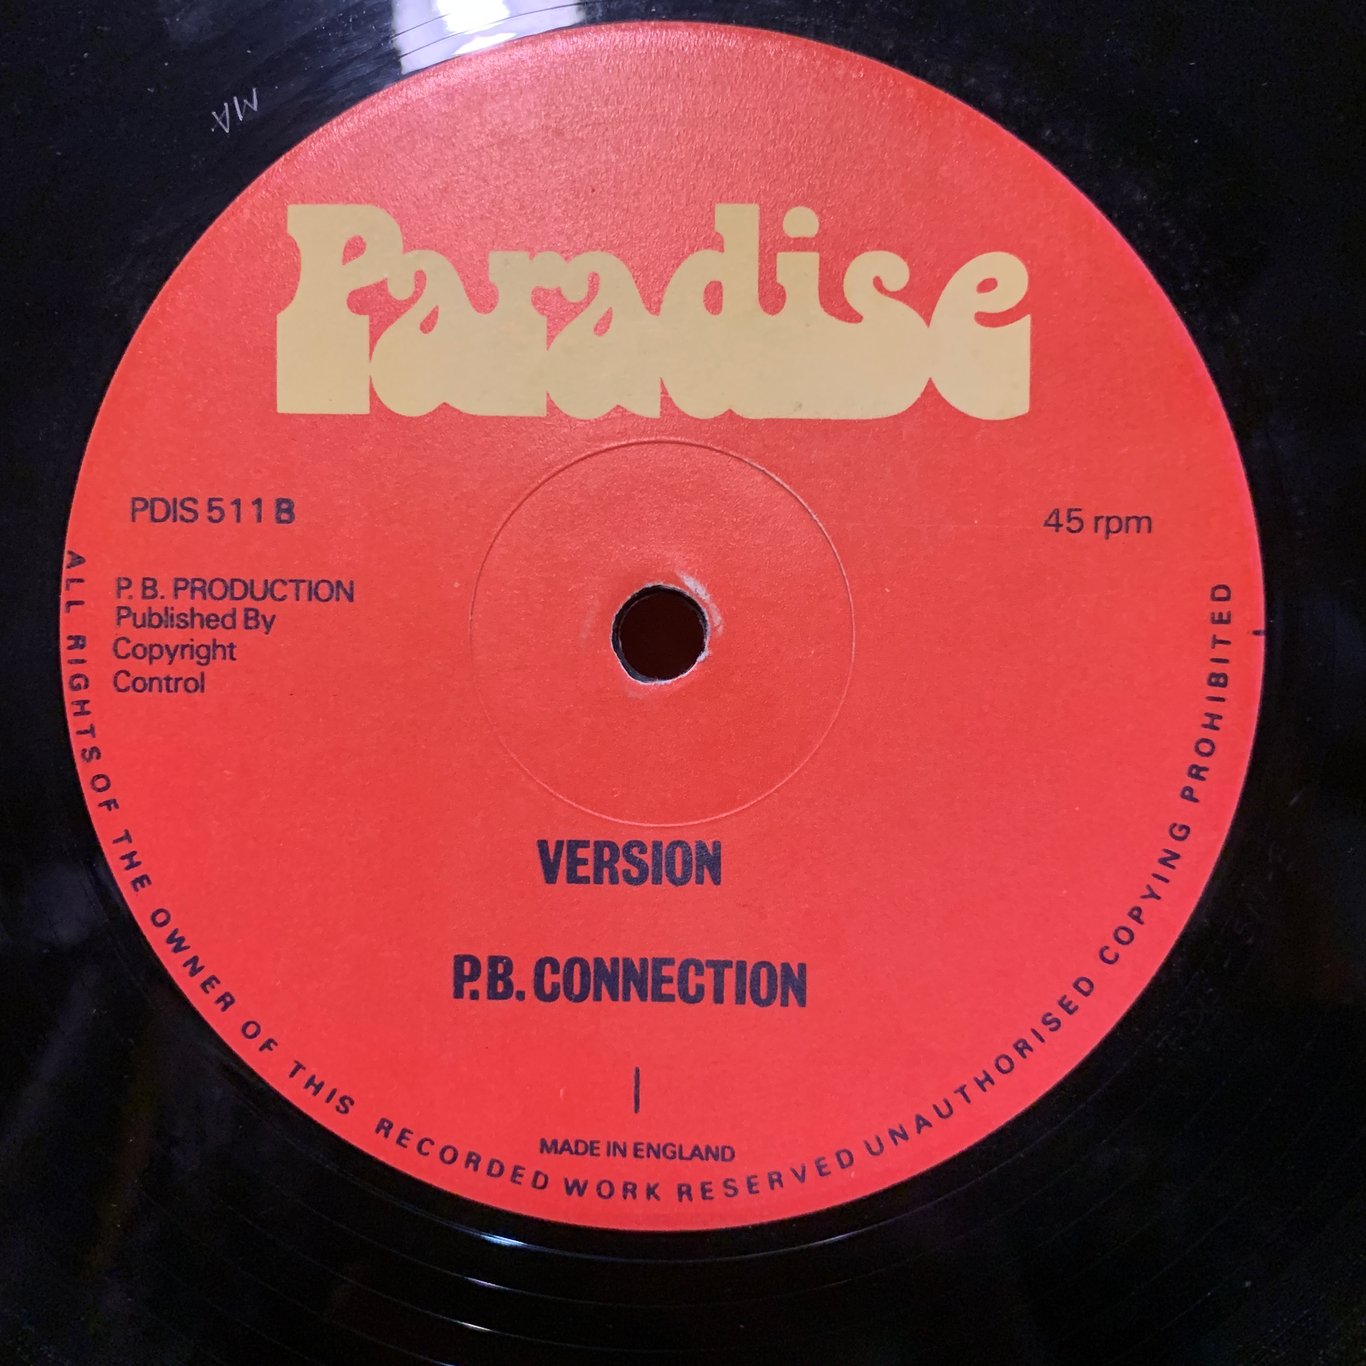 MA
Paradise
PDIS 511 B
45 rpm
P. B. PRODUCTION
Published By
Copyright
Control
VERSION
P.B. CONNECTION
MADE IN ENGLAND
ALL RIGHTS OF THE OWNER OF THIS RECORDED WORK RESERVED UNAUTHORISED COPYING PROHIBITED